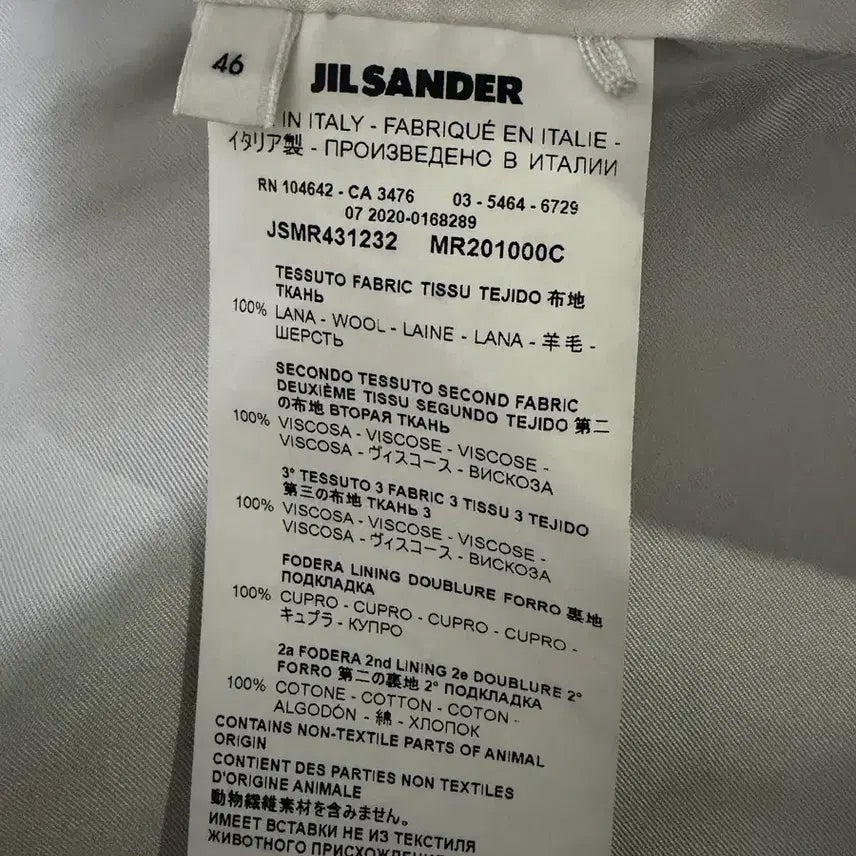 46
JIL SANDER
IN ITALY - FABRIQUÉ EN ITALIE -
イタリア製 - ПРОИЗВЕДЕНО В ИТАЛИИ
RN 104642 - CA 3476 03 - 5464 - 6729
07 2020-0168289
JSMR431232 MR201000C
TESSUTO FABRIC TISSU TEJIDO 布地
ТКАНЬ
100% LANA - WOOL - LAINE - LANA - 羊毛 -
ШЕРСТЬ
SECONDO TESSUTO SECOND FABRIC
DEUXIÈME TISSU SEGUNDO TEJIDO 第二
の布地 ВТОРАЯ ТКАНЬ
100% VISCOSA - VISCOSE - VISCOSE -
VISCOSA - ヴィスコース - ВИСКОЗА
3° TESSUTO 3 FABRIC 3 TISSU 3 TEJIDO
第三の布地 ТКАНЬ 3
100% VISCOSA - VISCOSE - VISCOSE -
VISCOSA - ヴィスコース - ВИСКОЗА
FODERA LINING DOUBLURE FORRO 裏地
ПОДКЛАДКА
100% CUPRO - CUPRO - CUPRO - CUPRO -
キュプラ - КУПРО
2a FODERA 2nd LINING 2e DOUBLURE 2°
FORRO 第二の裏地 2° ПОДКЛАДКА
100% COTONE - COTTON - COTON -
ALGODÓN - 綿 - ХЛОПОК
CONTAINS NON-TEXTILE PARTS OF ANIMAL
ORIGIN
CONTIENT DES PARTIES NON TEXTILES
D'ORIGINE ANIMALE
動物繊維素材を含みません。
ИМЕЕТ ВСТАВКИ НЕ ИЗ ТЕКСТИЛЯ
ЖИВОТНОГО ПРОИСХОЖДЕНИЯ